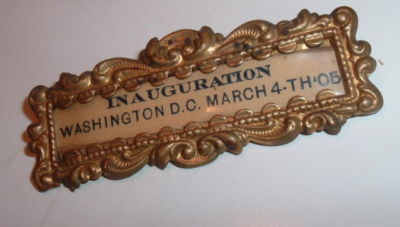 INAUGURATION
WASHINGTON D.C. MARCH 4-TH '05